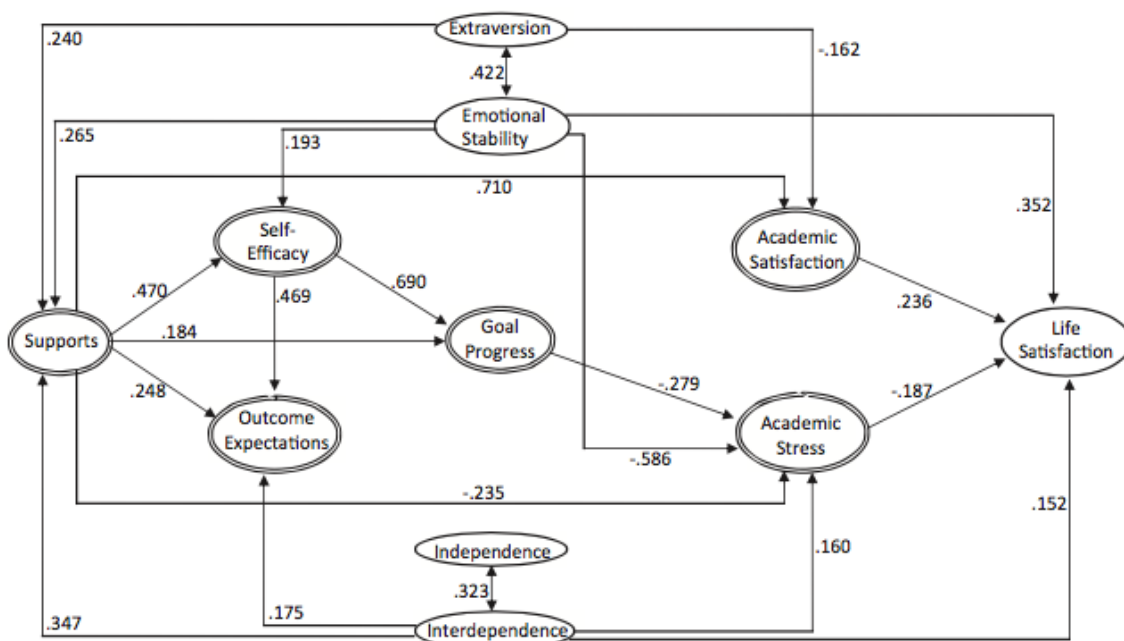 Extraversion
.240
-.162
.422
Emotional
Stability
.265
.193
.710
.352
Self-
Efficacy
Academic
Satisfaction
.470
.469
.690
.236
Supports
.184
Goal
Progress
Life
Satisfaction
.248
-.279
-.187
Outcome
Expectations
Academic
Stress
-.586
-.235
.152
Independence
.160
.323
.175
.347
Interdependence